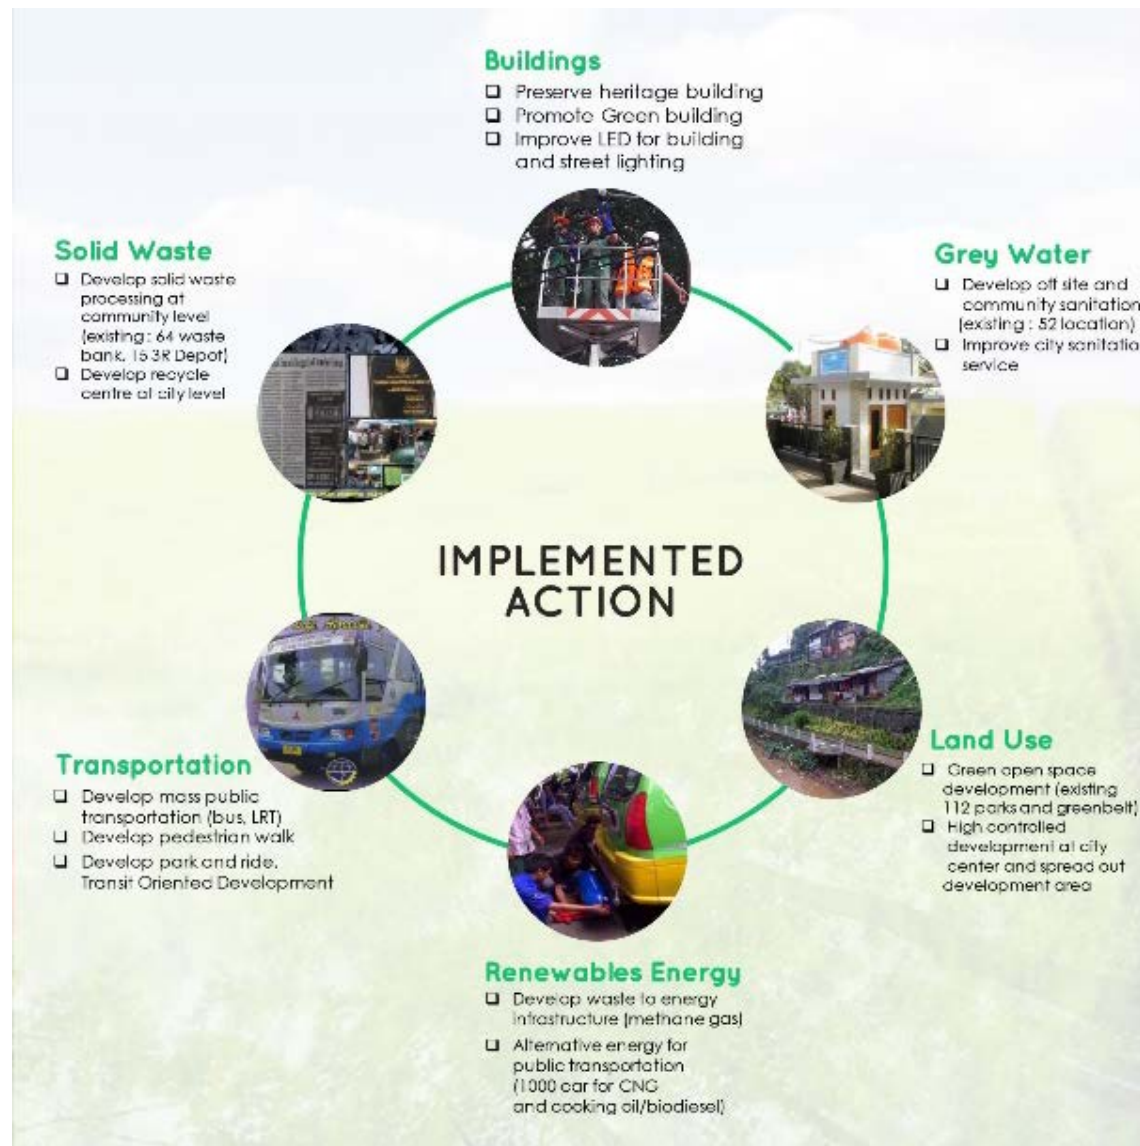 Buildings
❑ Preserve heritage building
❑ Promote Green building
❑ Improve LED for building
and street lighting
Solid Waste
❑ Develop solid waste
processing at
community level
(existing : 64 waste
bank, 15 3R Depot)
❑ Develop recycle
centre at city level
Grey Water
❑ Develop off site and
community sanitation
(existing : 52 location)
❑ Improve city sanitatio
service
IMPLEMENTED
ACTION
Transportation
❑ Develop mass public
transportation (bus, LRT)
❑ Develop pedestrian walk
❑ Develop park and ride,
Transit Oriented Development
Land Use
❑ Green open space
development (existing
112 parks and greenbelt)
❑ High controlled
development at city
center and spread out
development area
Renewables Energy
❑ Develop waste to energy
infrastructure (methane gas)
❑ Alternative energy for
public transportation
(1000 car for CNG
and cooking oil/biodiesel)